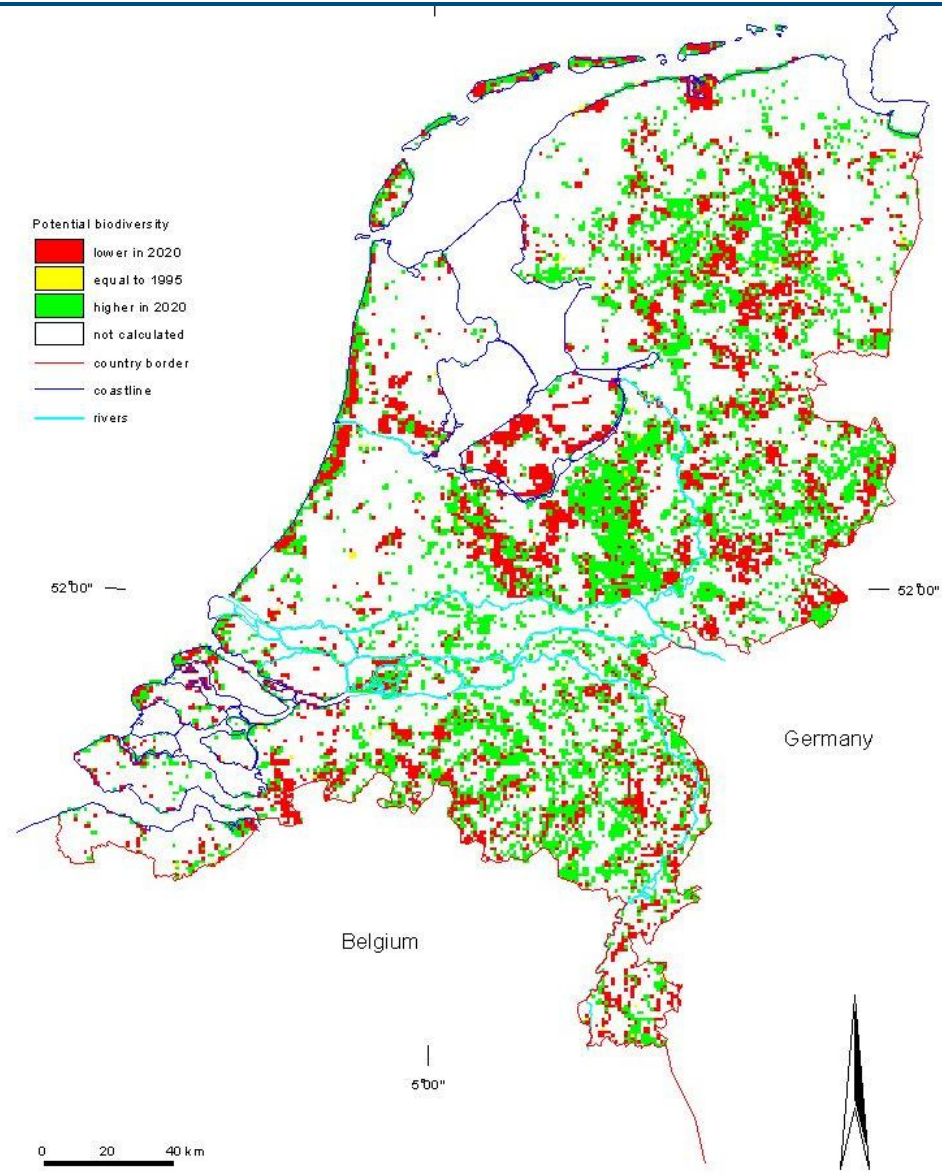 Potential biodiversity
lower in 2020
equal to 1995
higher in 2020
not calculated
country border
coastline
rivers
52°00"
52°00"
Germany
Belgium
5°00"
0 20 40 km